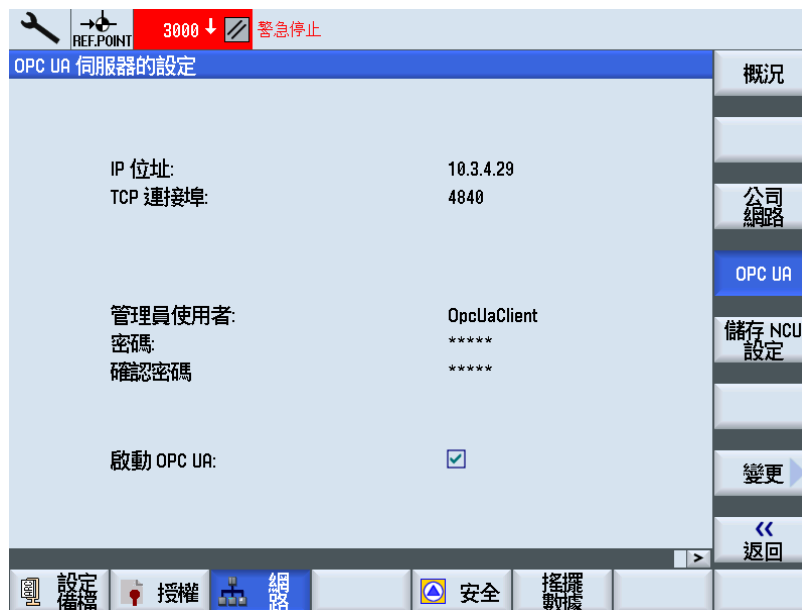 REF.POINT
3000 警急停止
OPC UA 伺服器的設定
概況
IP 位址: 10.3.4.29
TCP 連接埠: 4840
公司
網路
OPC UA
管理員使用者: OpcUaClient
密碼: *****
確認密碼 *****
儲存 NCU
設定
啟動 OPC UA:
變更
<<
返回
>
設定
備檔
授權
網
路
安全
搖擺
數據